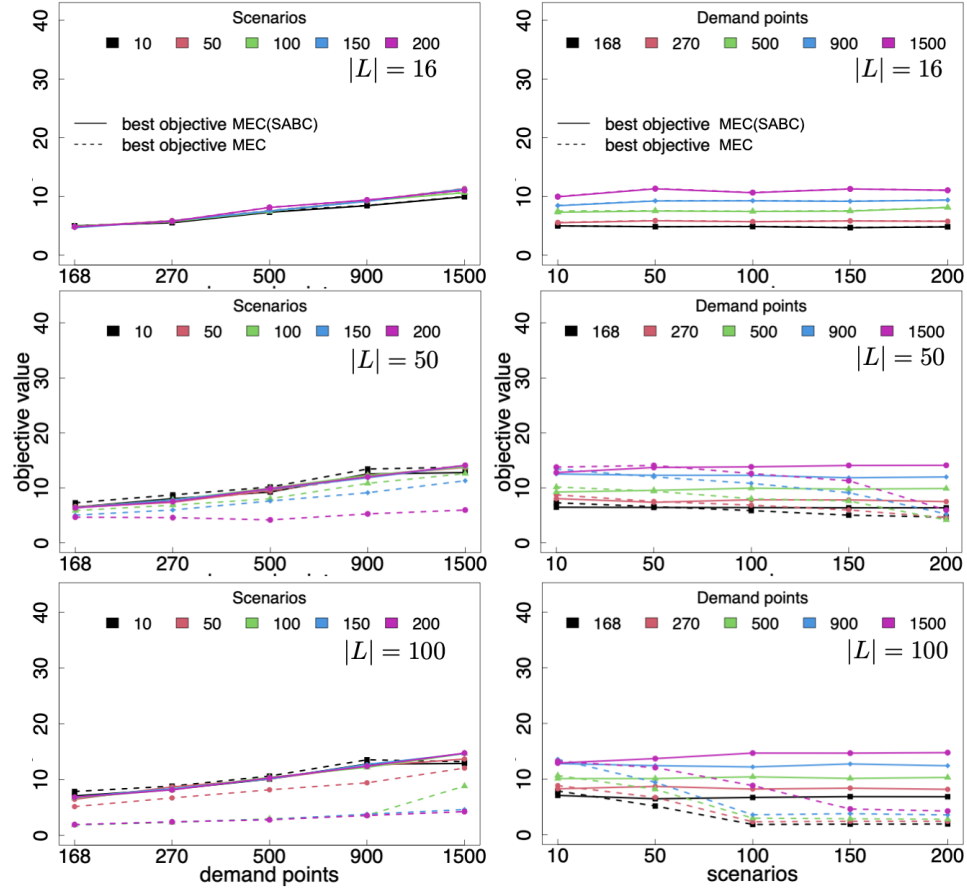 Scenarios
10 50 100 150 200
|L| = 16
40
30
20
10
0
best objective MEC(SABC)
best objective MEC
168 270 500 900 1500
Demand points
168 270 500 900 1500
|L| = 16
40
30
20
10
0
best objective MEC(SABC)
best objective MEC
10 50 100 150 200
Scenarios
10 50 100 150 200
|L| = 50
objective value
40
30
20
10
0
168 270 500 900 1500
Demand points
168 270 500 900 1500
|L| = 50
objective value
40
30
20
10
0
10 50 100 150 200
Scenarios
10 50 100 150 200
|L| = 100
40
30
20
10
0
168 270 500 900 1500
demand points
Demand points
168 270 500 900 1500
|L| = 100
40
30
20
10
0
10 50 100 150 200
scenarios